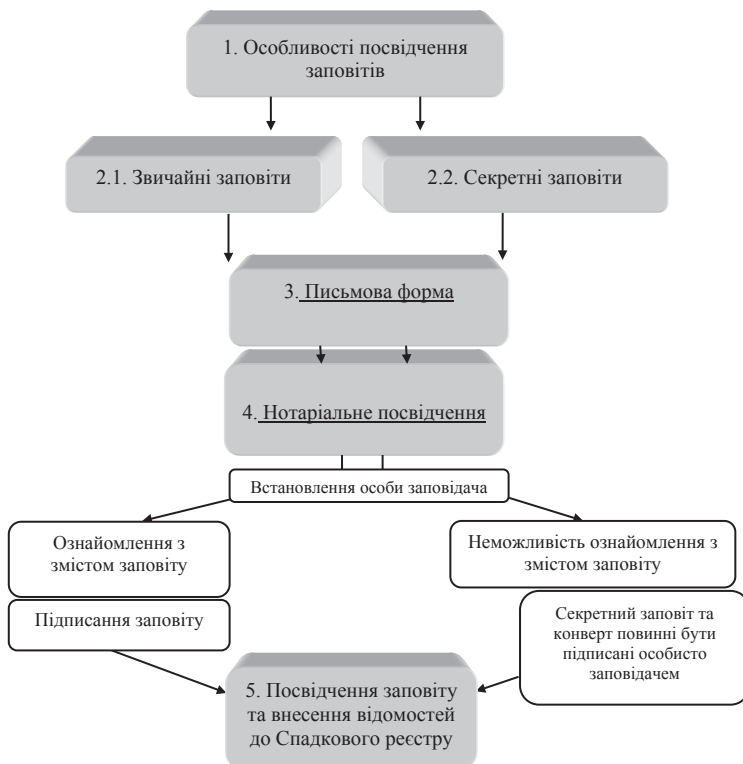 1. Особливості посвідчення
заповітів
2.1. Звичайні заповіти
2.2. Секретні заповіти
3. Письмова форма
4. Нотаріальне посвідчення
Встановлення особи заповідача
Ознайомлення з
змістом заповіту
Неможливість ознайомлення з
змістом заповіту
Підписання заповіту
Секретний заповіт та
конверт повинні бути
підписані особисто
заповідачем
5. Посвідчення заповіту
та внесення відомостей
до Спадкового реєстру